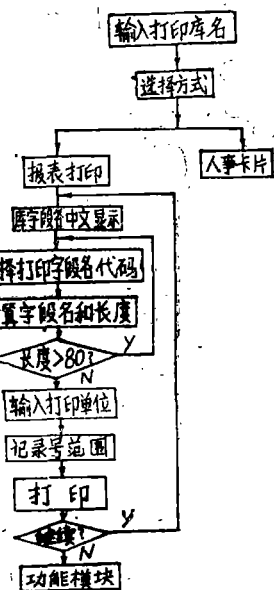 输入打印库名
选择方式
报表打印
人事卡片
库字段各中文显示
择打印字段名代码
置字段名和长度
长度>80?
Y
N
输入打印单位
记录号范围
打 印
继续?
Y
N
功能模块